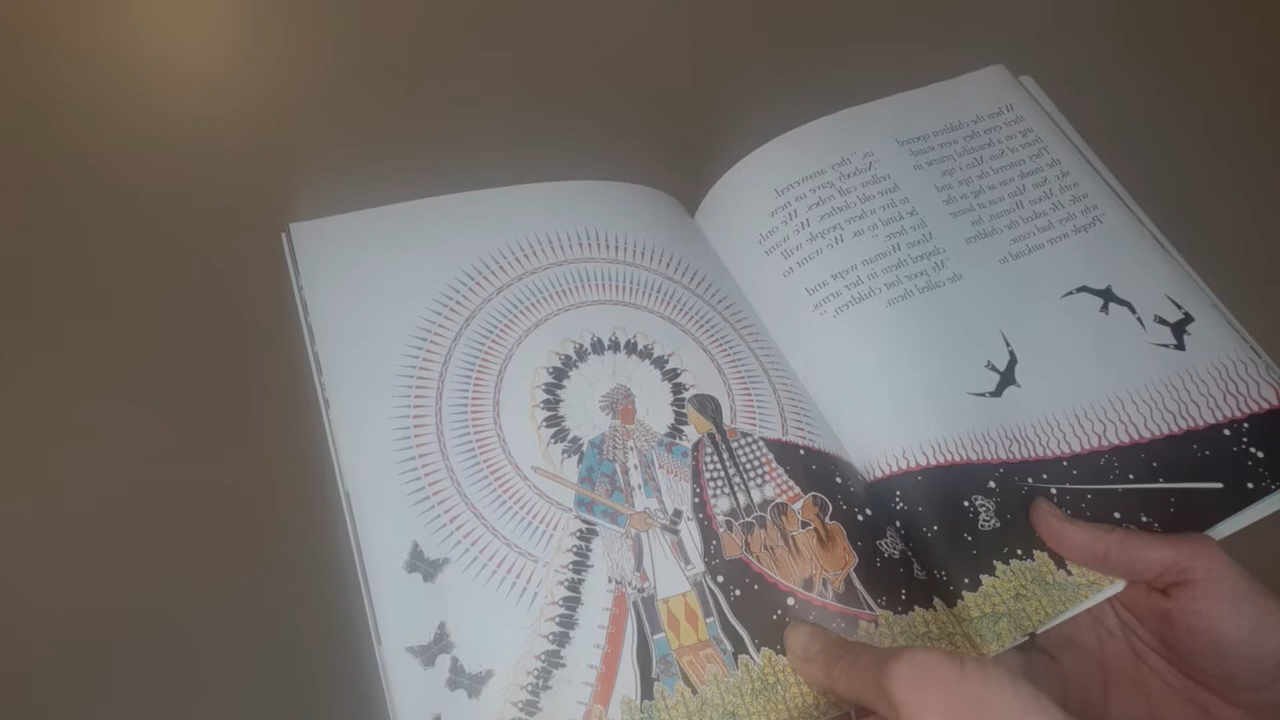 When the children opened
their eyes they were stand-
ing on a beautiful prairie in
front of Sun Man's tipi.
They entered the tipi, and
the inside was as big as the
sky. Sun Man was home
with Moon Woman, his
wife. He asked the children
why they had come.
"People were unkind to
us," they answered.
"Nobody gave us new
yellow calf robes. We only
have old clothes. We want
to live where people will
be kind to us. We want to
live here."
Moon Woman wept and
clasped them in her arms.
"My poor lost children,"
she called them.